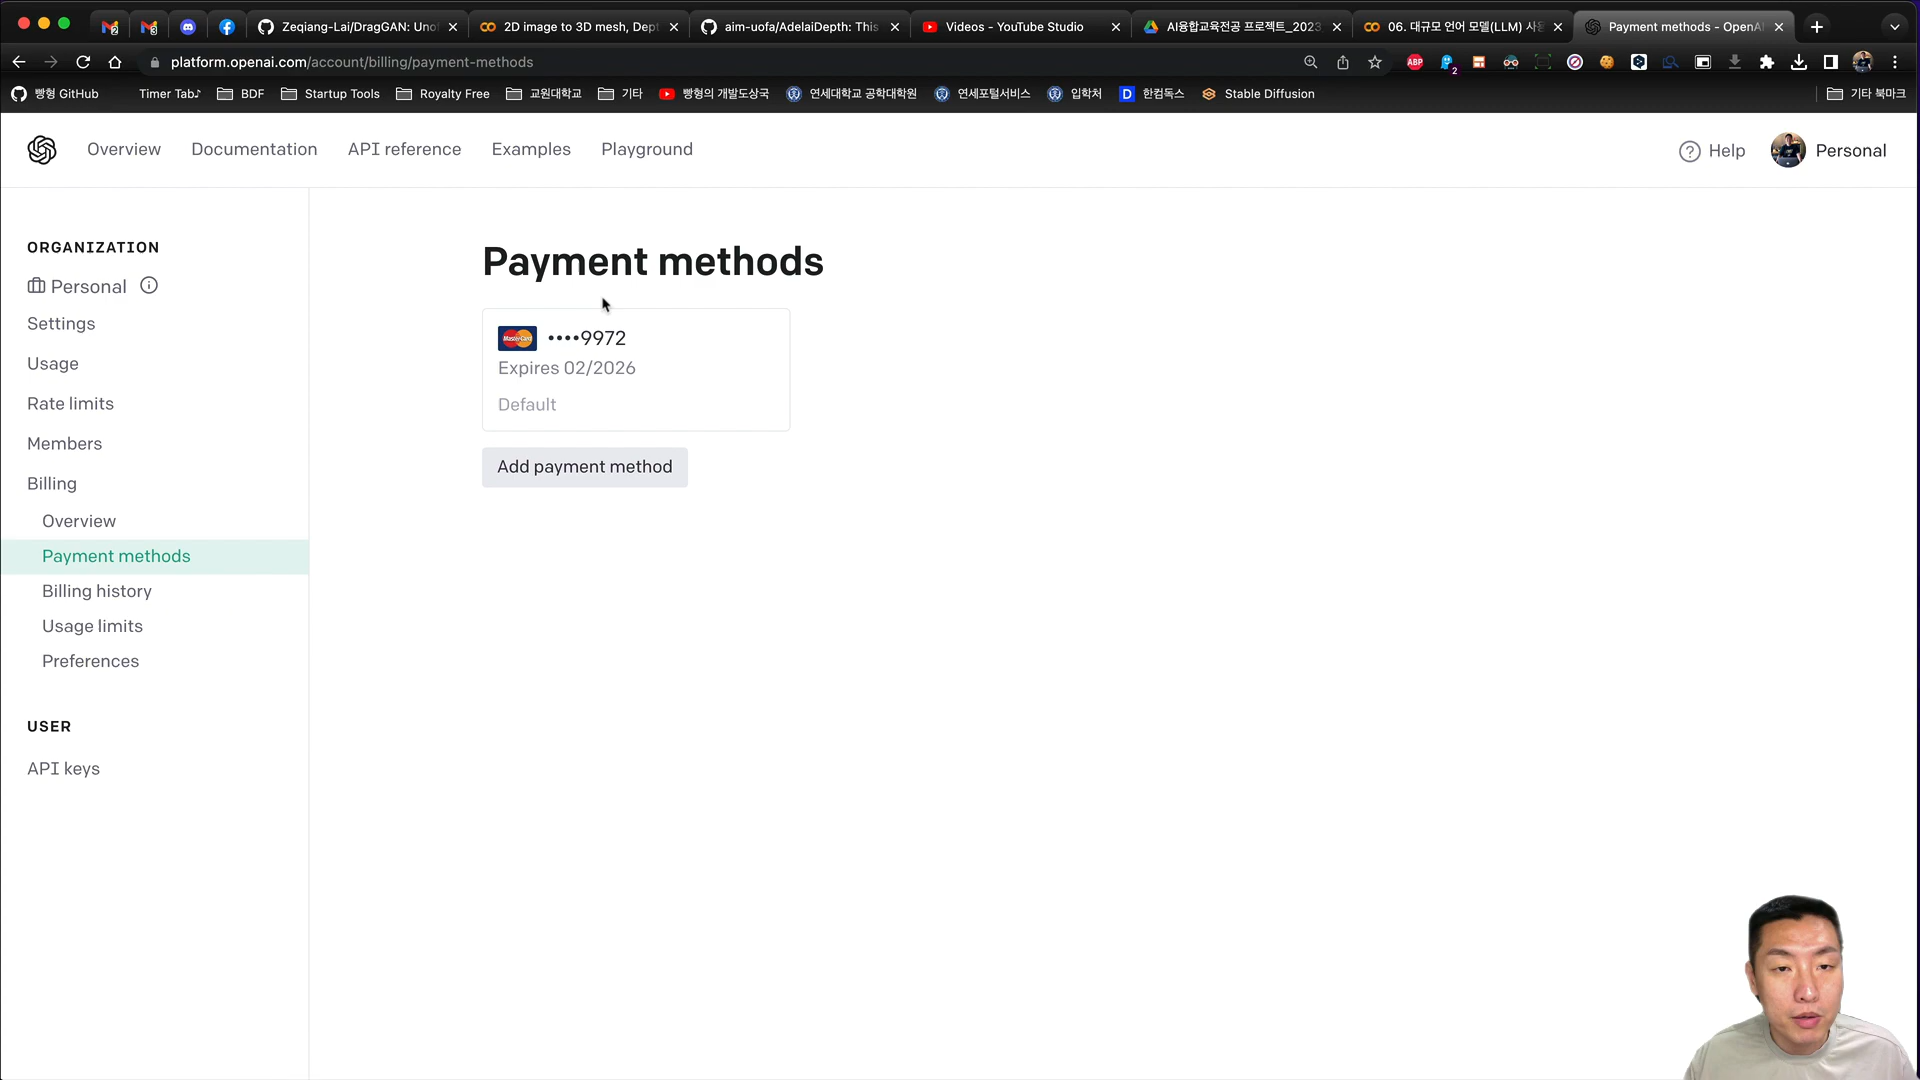 Zeqiang-Lai/DragGAN: Uno
2D image to 3D mesh, Dept
aim-uofa/AdelaiDepth: This
Videos - YouTube Studio
AI융합교육전공 프로젝트_2023
06. 대규모 언어 모델(LLM) 사용
Payment methods - OpenA
platform.openai.com/account/billing/payment-methods
ABP
2
빵형 GitHub
Timer Tab♪
BDF
Startup Tools
Royalty Free
교원대학교
기타
빵형의 개발도상국
연세대학교 공학대학원
연세포털서비스
입학처
D 한컴독스
Stable Diffusion
기타 북마크
Overview
Documentation
API reference
Examples
Playground
Help
Personal
ORGANIZATION
Personal
Settings
Usage
Rate limits
Members
Billing
Overview
Payment methods
Billing history
Usage limits
Preferences
USER
API keys
Payment methods
MasterCard ••••9972
Expires 02/2026
Default
Add payment method